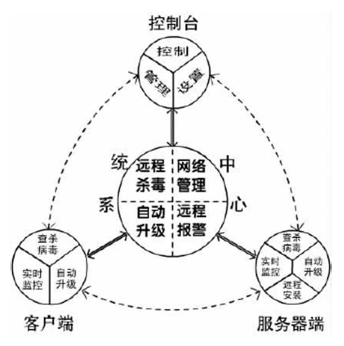 控制台
控制
管理
设置
统
中
远程
杀毒
网络
管理
系
心
自动
升级
远程
报警
查杀
病毒
实时
监控
自动
升级
客户端
查杀
病毒
实时
监控
自动
升级
远程
安装
服务器端